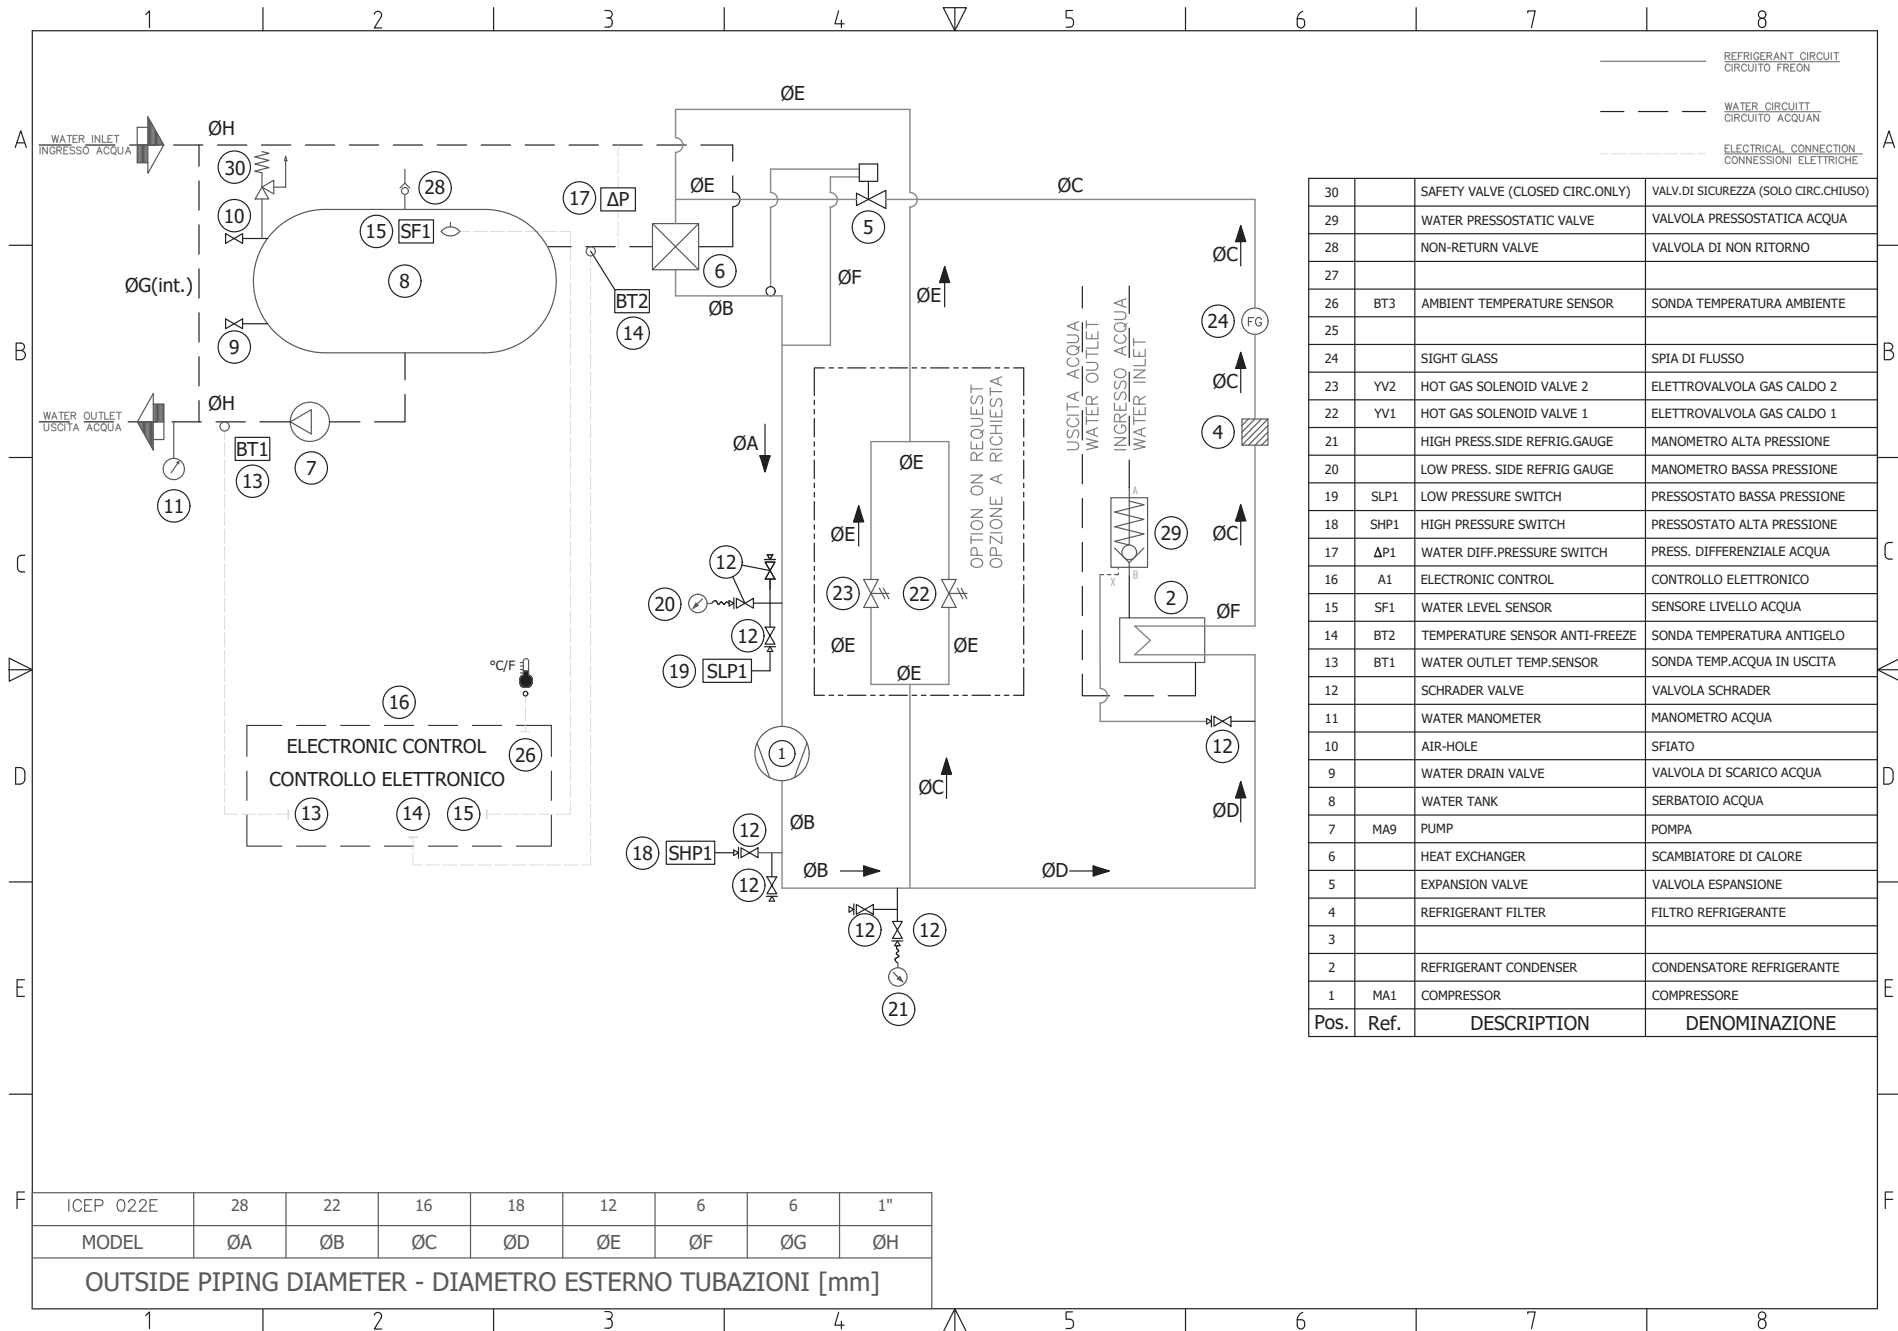 1 2 3 4 5 6 7 8
REFRIGERANT CIRCUIT
CIRCUITO FREON
WATER CIRCUITT
CIRCUITO ACQUAN
ELECTRICAL CONNECTION
CONNESSIONI ELETTRICHE
A A
B B
C C
D D
E E
F F
WATER INLET
INGRESSO ACQUA
ØH
30
10
28
15 SF1
8
ØG(int.)
9
WATER OUTLET
USCITA ACQUA
ØH
BT1
13
7
11
17 ΔP
6
BT2
14
ØE
ØE
5
ØC
ØF
ØB
ØE
ØA
ØC
24 FG
ØC
4
ØC
USCITA ACQUA
WATER OUTLET
INGRESSO ACQUA
WATER INLET
OPTION ON REQUEST
OPZIONE A RICHIESTA
ØE
ØE
23 22
ØE ØE
ØE
A
29
X B
2
ØF
12
20
12
19 SLP1
°C/F
16
ELECTRONIC CONTROL
CONTROLLO ELETTRONICO
26
13 14 15
1
12
ØC
ØD
12
ØB
18 SHP1
12
ØB
ØD
12 12
21
30 SAFETY VALVE (CLOSED CIRC.ONLY) VALV.DI SICUREZZA (SOLO CIRC.CHIUSO)
29 WATER PRESSOSTATIC VALVE VALVOLA PRESSOSTATICA ACQUA
28 NON-RETURN VALVE VALVOLA DI NON RITORNO
27
26 BT3 AMBIENT TEMPERATURE SENSOR SONDA TEMPERATURA AMBIENTE
25
24 SIGHT GLASS SPIA DI FLUSSO
23 YV2 HOT GAS SOLENOID VALVE 2 ELETTROVALVOLA GAS CALDO 2
22 YV1 HOT GAS SOLENOID VALVE 1 ELETTROVALVOLA GAS CALDO 1
21 HIGH PRESS.SIDE REFRIG.GAUGE MANOMETRO ALTA PRESSIONE
20 LOW PRESS. SIDE REFRIG GAUGE MANOMETRO BASSA PRESSIONE
19 SLP1 LOW PRESSURE SWITCH PRESSOSTATO BASSA PRESSIONE
18 SHP1 HIGH PRESSURE SWITCH PRESSOSTATO ALTA PRESSIONE
17 ΔP1 WATER DIFF.PRESSURE SWITCH PRESS. DIFFERENZIALE ACQUA
16 A1 ELECTRONIC CONTROL CONTROLLO ELETTRONICO
15 SF1 WATER LEVEL SENSOR SENSORE LIVELLO ACQUA
14 BT2 TEMPERATURE SENSOR ANTI-FREEZE SONDA TEMPERATURA ANTIGELO
13 BT1 WATER OUTLET TEMP.SENSOR SONDA TEMP.ACQUA IN USCITA
12 SCHRADER VALVE VALVOLA SCHRADER
11 WATER MANOMETER MANOMETRO ACQUA
10 AIR-HOLE SFIATO
9 WATER DRAIN VALVE VALVOLA DI SCARICO ACQUA
8 WATER TANK SERBATOIO ACQUA
7 MA9 PUMP POMPA
6 HEAT EXCHANGER SCAMBIATORE DI CALORE
5 EXPANSION VALVE VALVOLA ESPANSIONE
4 REFRIGERANT FILTER FILTRO REFRIGERANTE
3
2 REFRIGERANT CONDENSER CONDENSATORE REFRIGERANTE
1 MA1 COMPRESSOR COMPRESSORE
Pos. Ref. DESCRIPTION DENOMINAZIONE
ICEP 022E 28 22 16 18 12 6 6 1"
MODEL ØA ØB ØC ØD ØE ØF ØG ØH
OUTSIDE PIPING DIAMETER - DIAMETRO ESTERNO TUBAZIONI [mm]
1 2 3 4 5 6 7 8